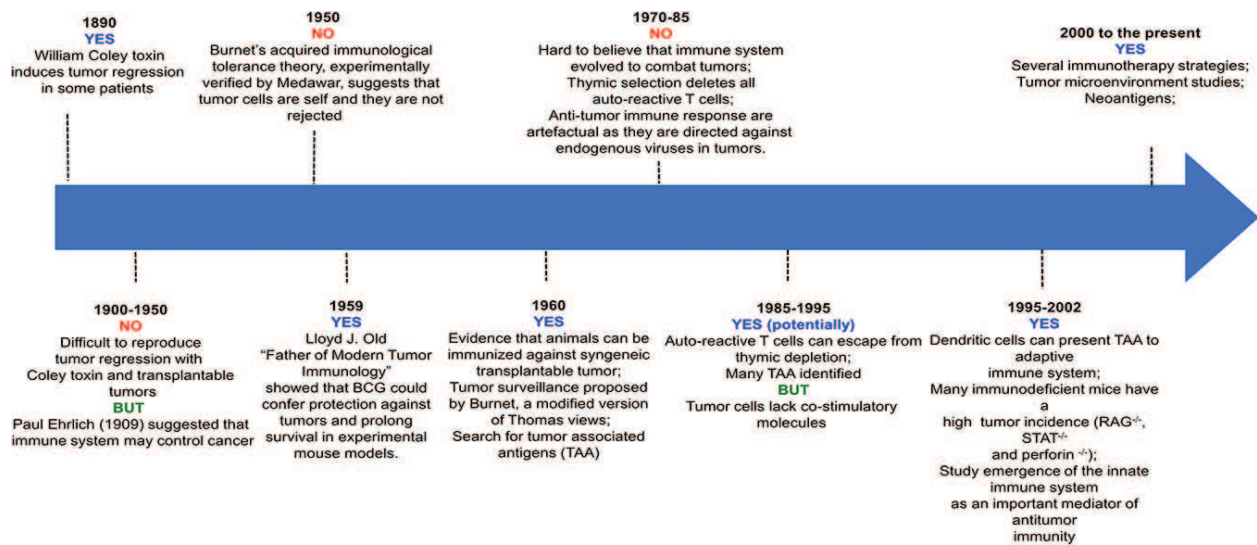 1890
YES
William Coley toxin
induces tumor regression
in some patients
1950
NO
Burnet's acquired immunological
tolerance theory, experimentally
verified by Medawar, suggests that
tumor cells are self and they are not
rejected
1970-85
NO
Hard to believe that immune system
evolved to combat tumors;
Thymic selection deletes all
auto-reactive T cells;
Anti-tumor immune response are
artefactual as they are directed against
endogenous viruses in tumors.
2000 to the present
YES
Several immunotherapy strategies;
Tumor microenvironment studies;
Neoantigens;
1900-1950
NO
Difficult to reproduce
tumor regression with
Coley toxin and transplantable
tumors
BUT
Paul Ehrlich (1909) suggested that
immune system may control cancer
1959
YES
Lloyd J. Old
“Father of Modern Tumor
Immunology”
showed that BCG could
confer protection against
tumors and prolong
survival in experimental
mouse models.
1960
YES
Evidence that animals can be
immunized against syngeneic
transplantable tumor;
Tumor surveillance proposed
by Burnet, a modified version
of Thomas views;
Search for tumor associated
antigens (TAA)
1985-1995
YES (potentially)
Auto-reactive T cells can escape from
thymic depletion;
Many TAA identified
BUT
Tumor cells lack co-stimulatory
molecules
1995-2002
YES
Dendritic cells can present TAA to
adaptive
immune system;
Many immunodeficient mice have
a
high tumor incidence (RAG-/-,
STAT-/-
and perforin -/-);
Study emergence of the innate
immune system
as an important mediator of
antitumor
immunity